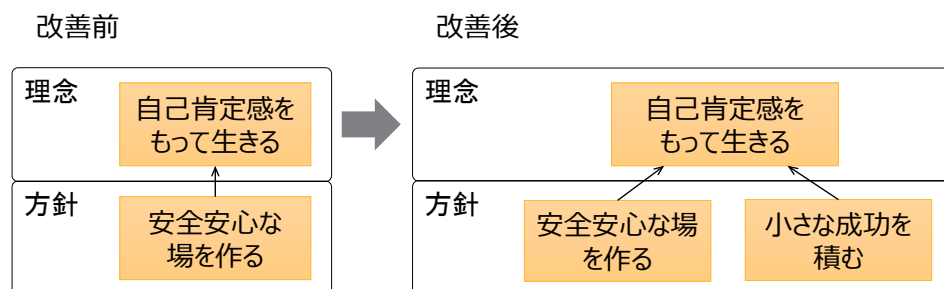 改善前
理念
自己肯定感を
もって生きる
方針
安全安心な
場を作る
改善後
理念
自己肯定感を
もって生きる
方針
安全安心な場
を作る
小さな成功を
積む